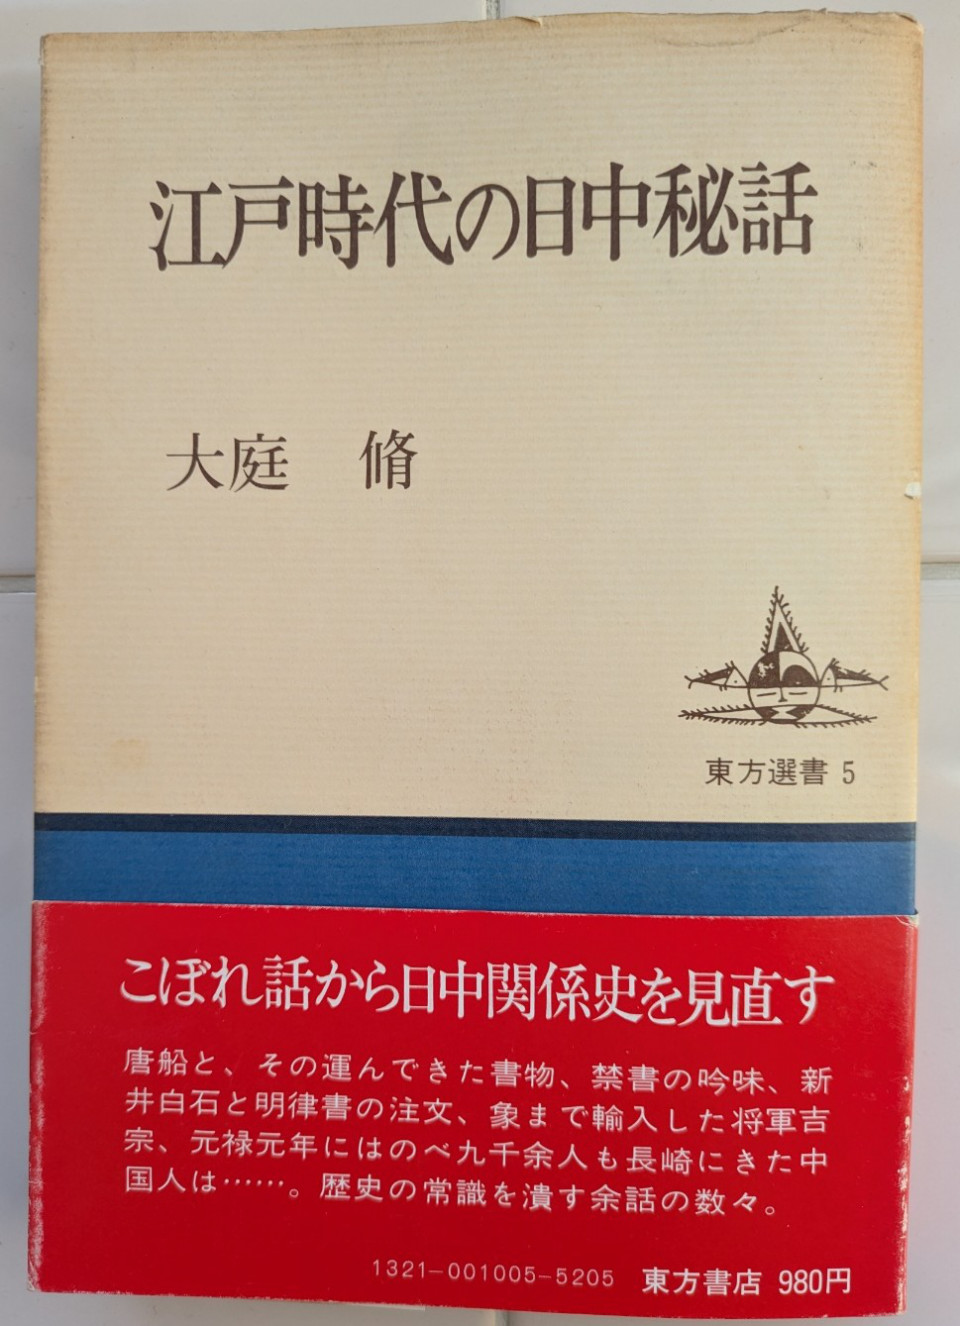 江戸時代の日中秘話
大庭 脩
東方選書 5
こぼれ話から日中関係史を見直す
唐船と、その運んできた書物、禁書の吟味、新
井白石と明律書の注文、象まで輸入した将軍吉
宗、元禄元年にはのべ九千余人も長崎にきた中
国人は……。歴史の常識を潰す余話の数々。
1321-001005-5205 東方書店 980円